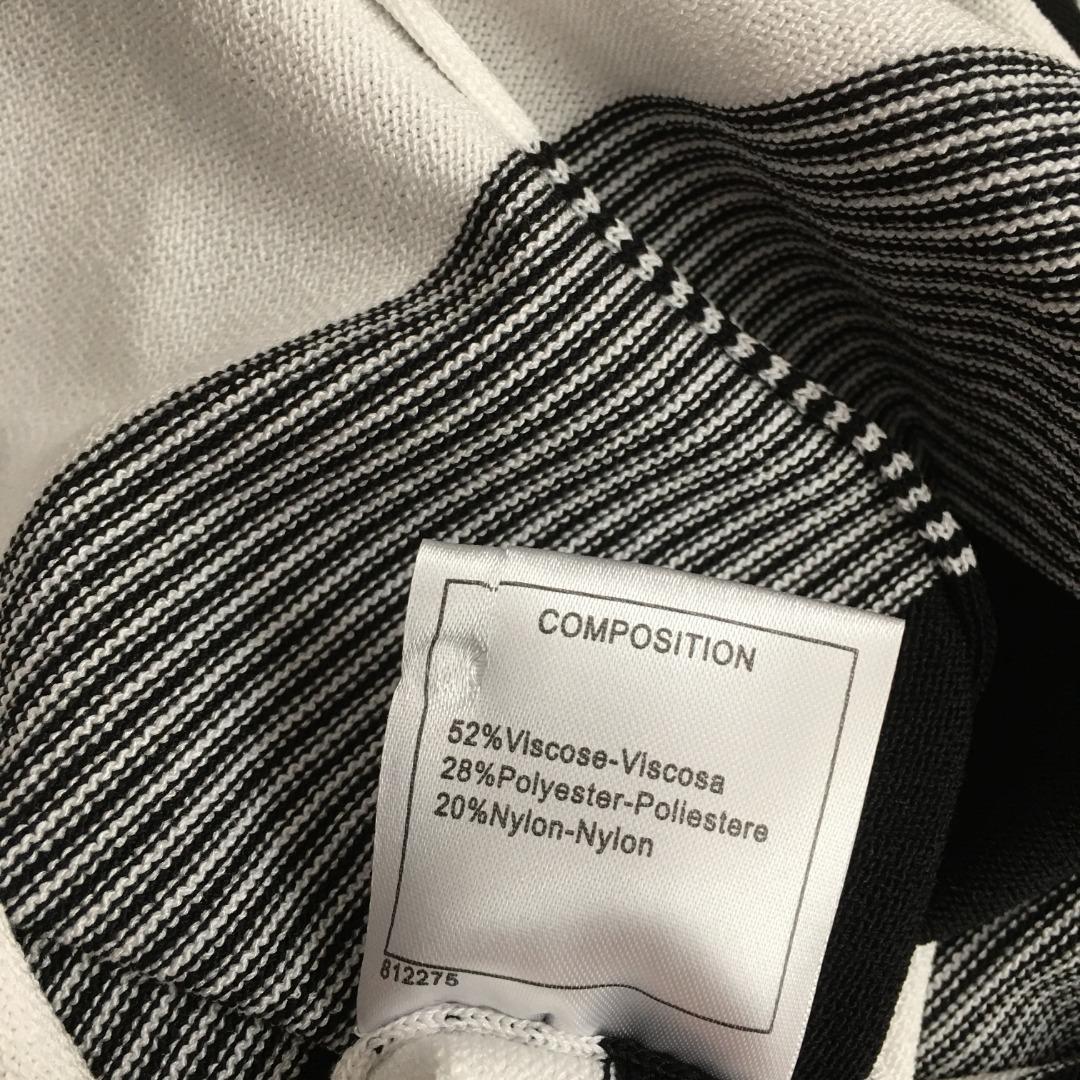 COMPOSITION
52%Viscose-Viscosa
28%Polyester-Poliestere
20%Nylon-Nylon
812275